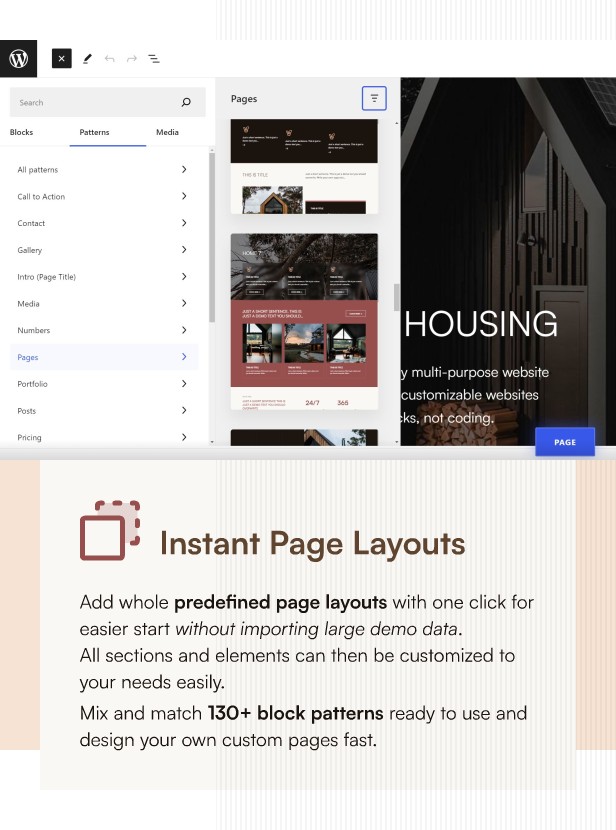 Search
Blocks
Patterns
Media
All patterns
Call to Action
Contact
Gallery
Intro (Page Title)
Media
Numbers
Pages
Portfolio
Posts
Pricing
Pages
THIS IS TITLE
HOME 7
JUST A SHORT SENTENCE, THIS IS
JUST A DEMO TEXT YOU SHOULD...
24/7
365
HOUSING
y multi-purpose website
customizable websites
cks, not coding.
PAGE
Instant Page Layouts
Add whole predefined page layouts with one click for
easier start without importing large demo data.
All sections and elements can then be customized to
your needs easily.
Mix and match 130+ block patterns ready to use and
design your own custom pages fast.